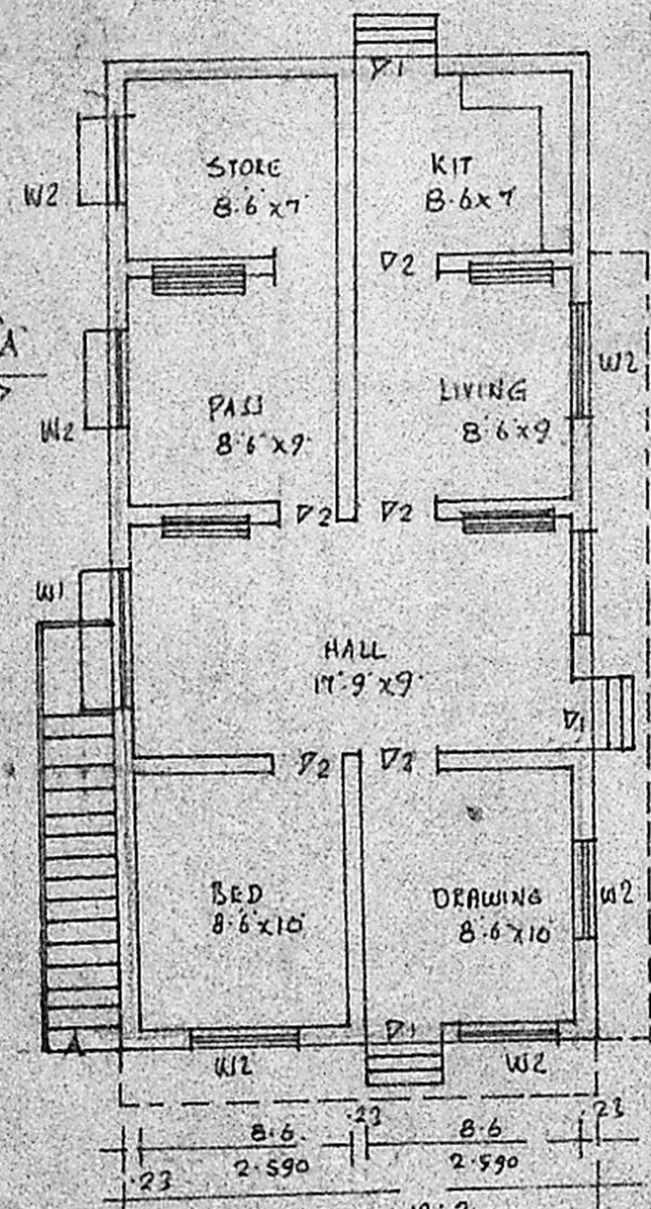 D1
STORE
8.6 x 7
KIT
8.6 x 7
W2
D2
A
W2
PASS
8'6" x 9'
LIVING
8'.6 x 9
W2
D2
D2
W1
HALL
17'.9' x 9'
D1
D2
D2
BED
8.6' x 10'
DRAWING
8'.6 x 10'
W2
D1
W2
W2
.23
8.6
2.590
.23
8.6
2.590
.23